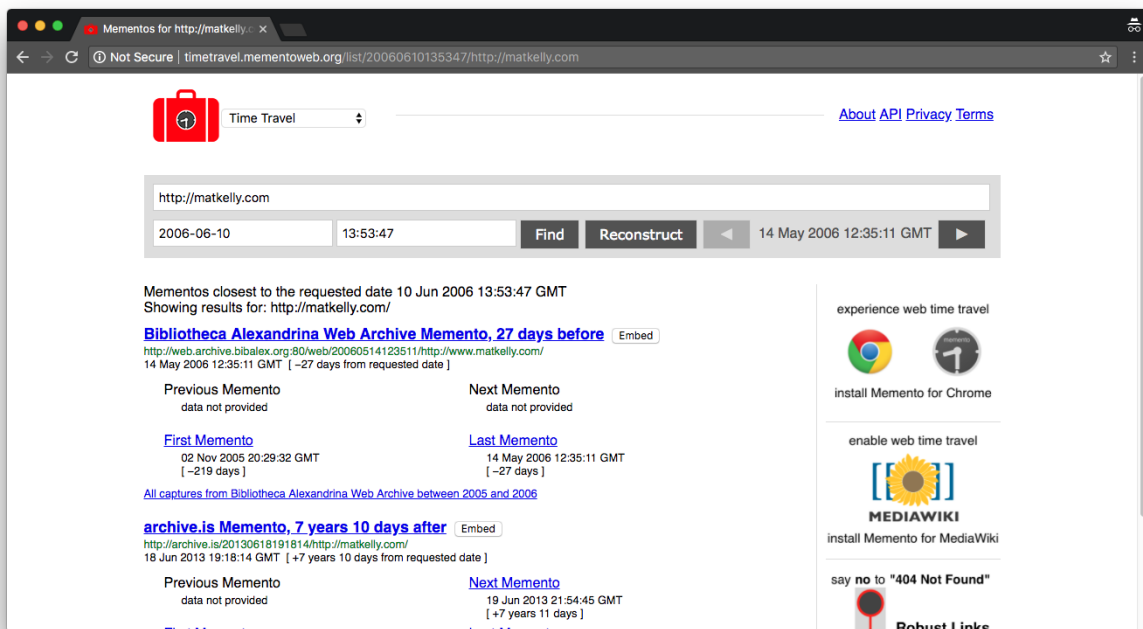 Mementos for http://matkelly.c
Not Secure | timetravel.mementoweb.org/list/20060610135347/http://matkelly.com
Time Travel
About API Privacy Terms
http://matkelly.com
2006-06-10 13:53:47 Find Reconstruct 14 May 2006 12:35:11 GMT
Mementos closest to the requested date 10 Jun 2006 13:53:47 GMT
Showing results for: http://matkelly.com/
Bibliotheca Alexandrina Web Archive Memento, 27 days before Embed
http://web.archive.bibalex.org:80/web/20060514123511/http://www.matkelly.com/
14 May 2006 12:35:11 GMT [ −27 days from requested date ]
Previous Memento Next Memento
data not provided data not provided
First Memento Last Memento
02 Nov 2005 20:29:32 GMT 14 May 2006 12:35:11 GMT
[ −219 days ] [ −27 days ]
All captures from Bibliotheca Alexandrina Web Archive between 2005 and 2006
archive.is Memento, 7 years 10 days after Embed
http://archive.is/20130618191814/http://matkelly.com/
18 Jun 2013 19:18:14 GMT [ +7 years 10 days from requested date ]
Previous Memento Next Memento
data not provided 19 Jun 2013 21:54:45 GMT
[ +7 years 11 days ]
experience web time travel
memento
install Memento for Chrome
enable web time travel
[[ ]]
MEDIAWIKI
install Memento for MediaWiki
say no to "404 Not Found"
Robust Links